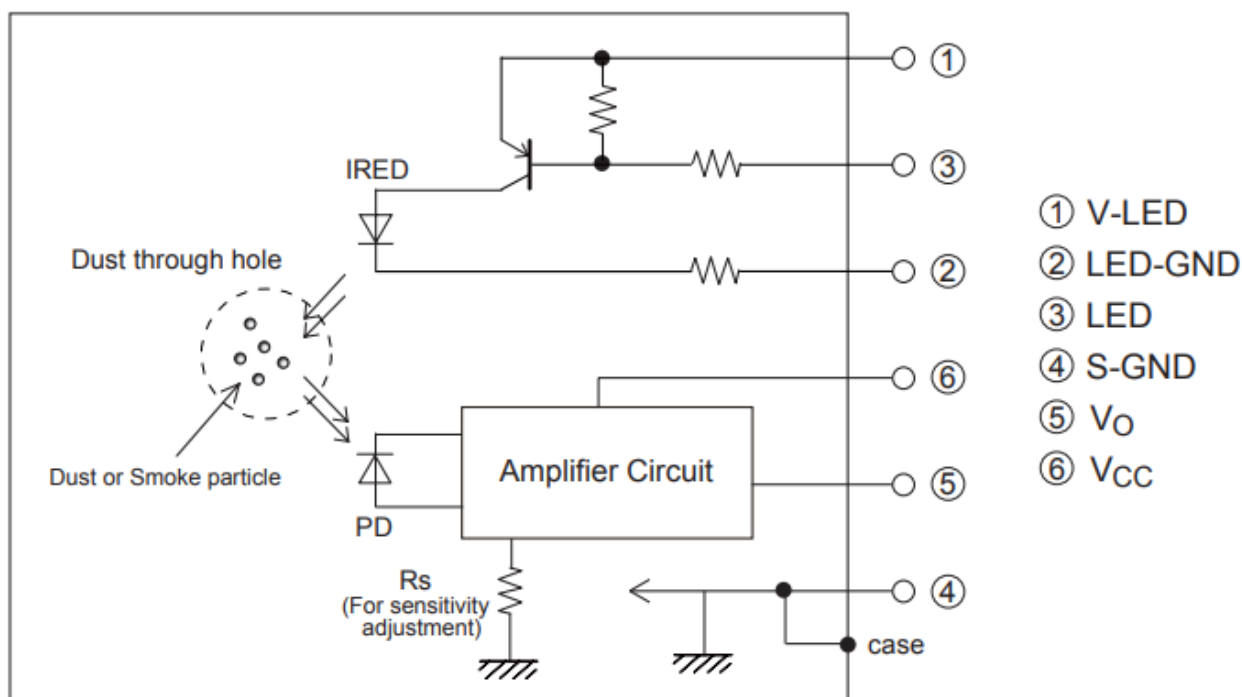 ①
IRED
③
Dust through hole
②
⑥
Dust or Smoke particle
Amplifier Circuit
⑤
PD
Rs
(For sensitivity
adjustment)
④
case
① V-LED
② LED-GND
③ LED
④ S-GND
⑤ VO
⑥ VCC